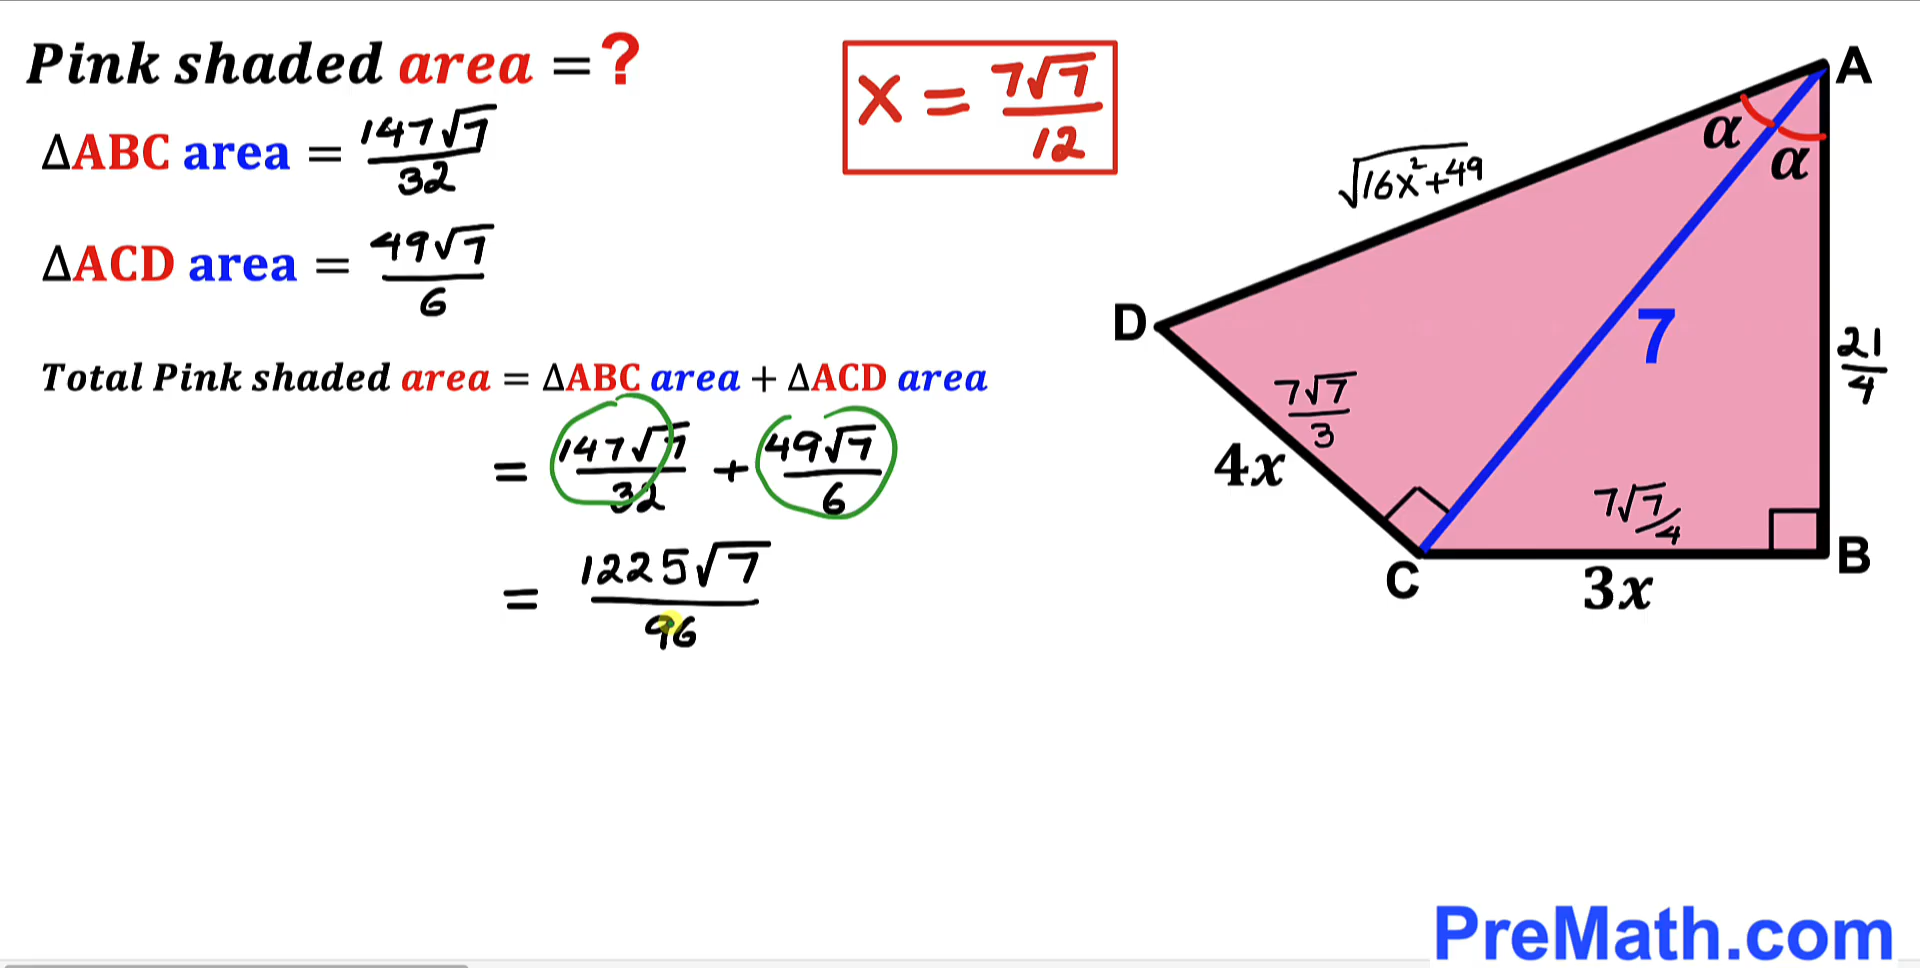 Pink shaded area = ?
ΔABC area = 147√7/32
ΔACD area = 49√7/6
Total Pink shaded area = ΔABC area + ΔACD area
= 147√7/32 + 49√7/6
= 1225√7/96
x = 7√7/12
A
α
α
√16x²+49
D
7
21/4
7√7/3
4x
7√7/4
B
C
3x
PreMath.com